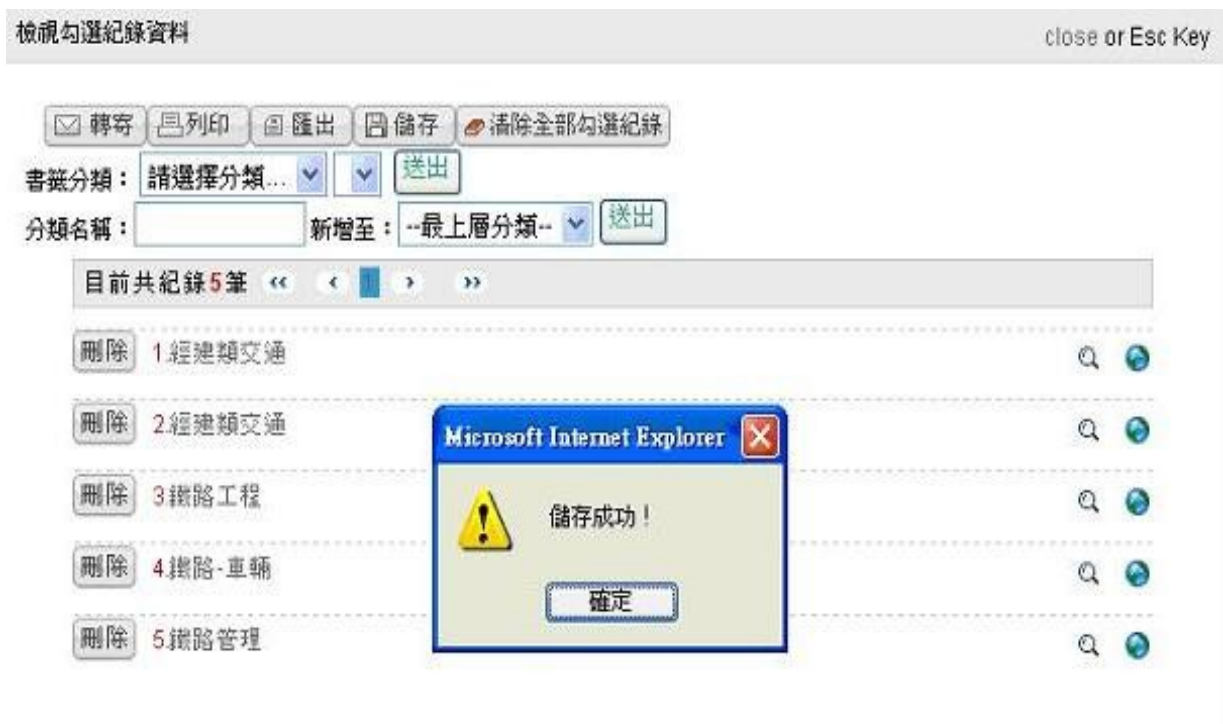 檢視勾選紀錄資料 close or Esc Key
轉寄 列印 匯出 儲存 清除全部勾選紀錄
書籤分類： 請選擇分類... 送出
分類名稱： 新增至： --最上層分類-- 送出
目前共紀錄5筆 « ‹ 1 › »
刪除 1.經建類交通
刪除 2.經建類交通
Microsoft Internet Explorer
刪除 3.鐵路工程
儲存成功！
刪除 4.鐵路-車輛
確定
刪除 5.鐵路管理